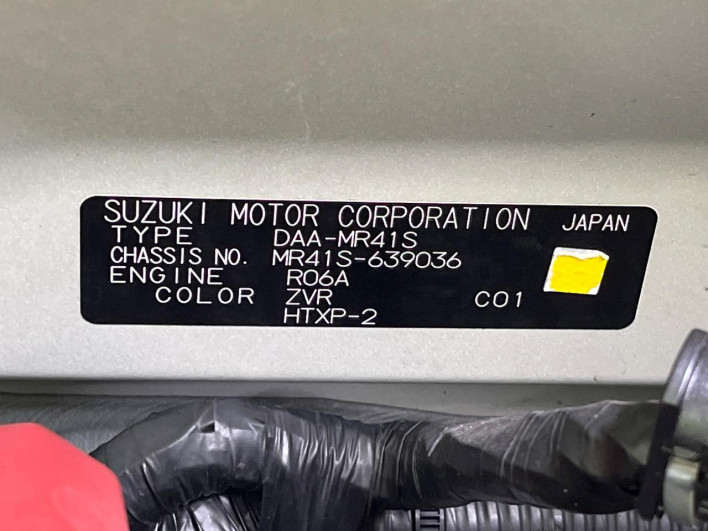 SUZUKI MOTOR CORPORATION JAPAN
TYPE DAA-MR41S
CHASSIS NO. MR41S-639036
ENGINE R06A
COLOR ZVR C01
HTXP-2